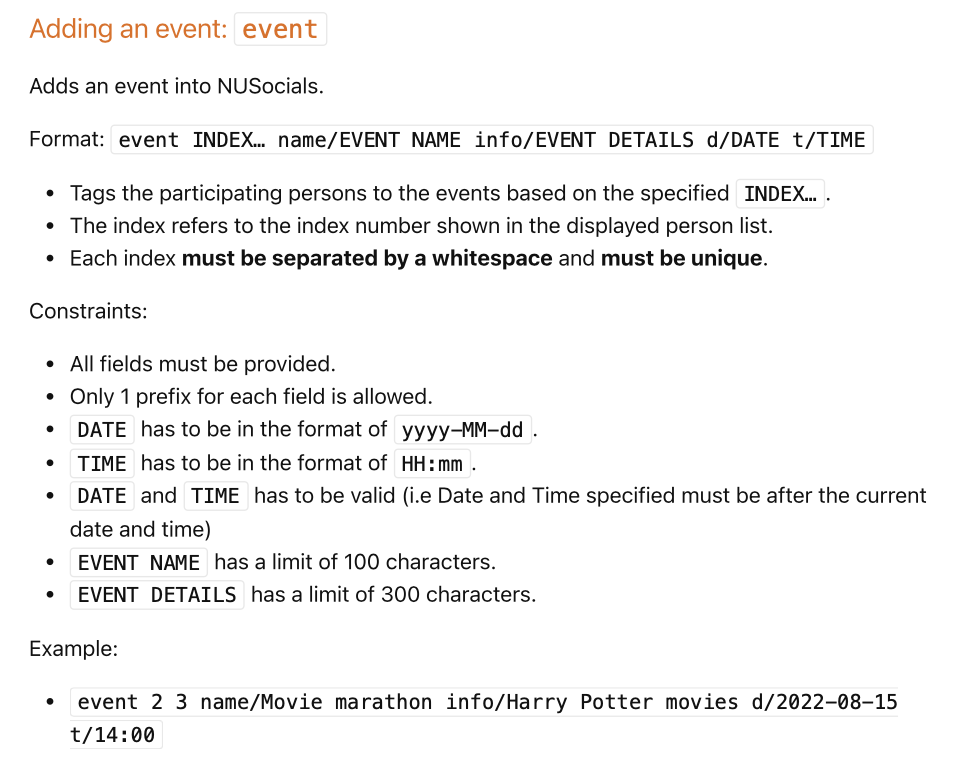 Adding an event: event
Adds an event into NUSocials.
Format: event INDEX… name/EVENT NAME info/EVENT DETAILS d/DATE t/TIME
• Tags the participating persons to the events based on the specified INDEX… .
• The index refers to the index number shown in the displayed person list.
• Each index must be separated by a whitespace and must be unique.
Constraints:
• All fields must be provided.
• Only 1 prefix for each field is allowed.
• DATE has to be in the format of yyyy-MM-dd .
• TIME has to be in the format of HH:mm .
• DATE and TIME has to be valid (i.e Date and Time specified must be after the current
date and time)
• EVENT NAME has a limit of 100 characters.
• EVENT DETAILS has a limit of 300 characters.
Example:
• event 2 3 name/Movie marathon info/Harry Potter movies d/2022-08-15
t/14:00